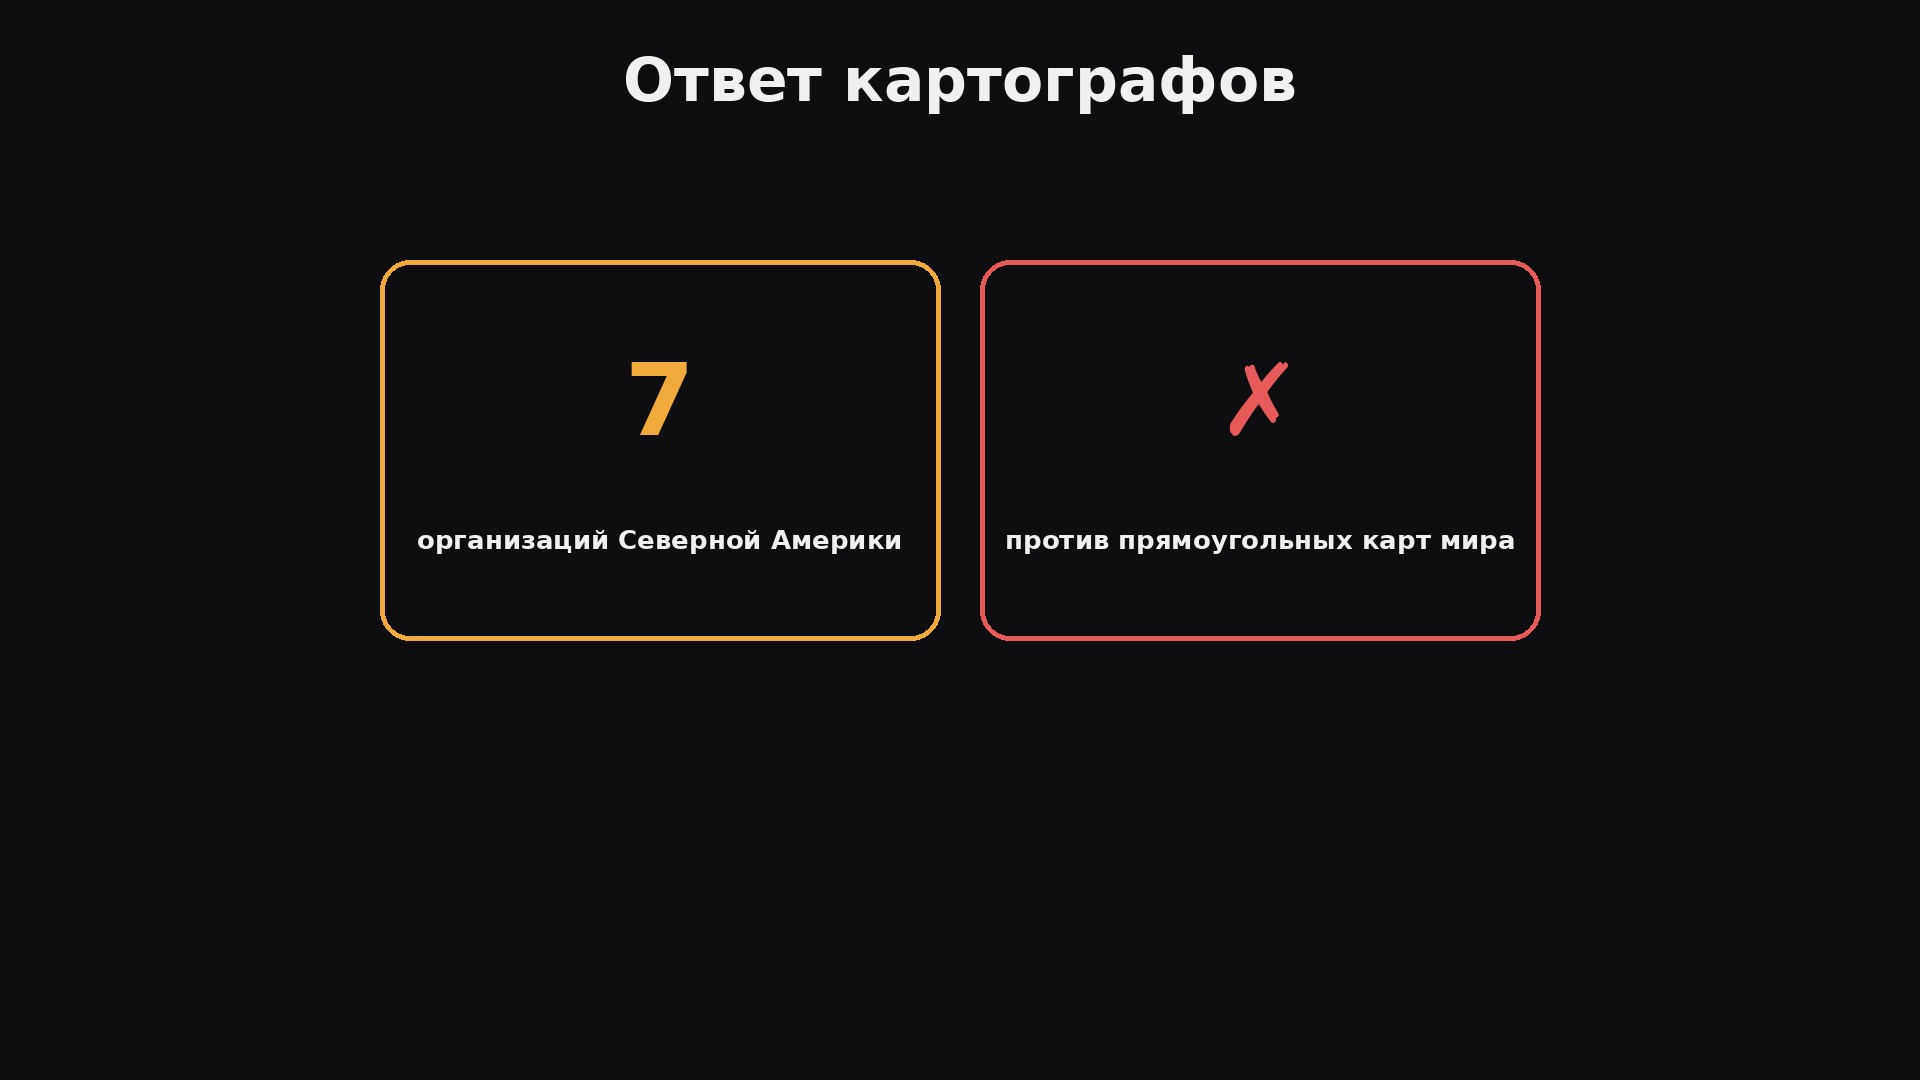 Ответ картографов
7
✗
организаций Северной Америки
против прямоугольных карт мира